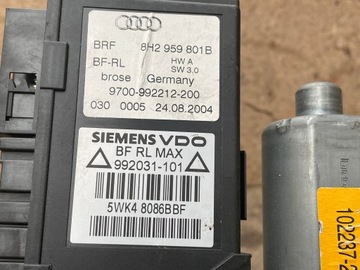 BRF 8H2 959 801B
BF-RL HW A
SW 3.0
brose Germany
9700-992212-200
030 0005 24.08.2004
SIEMENS VDO
BF RL MAX
992031-101
5WK4 8086BBF
102237-